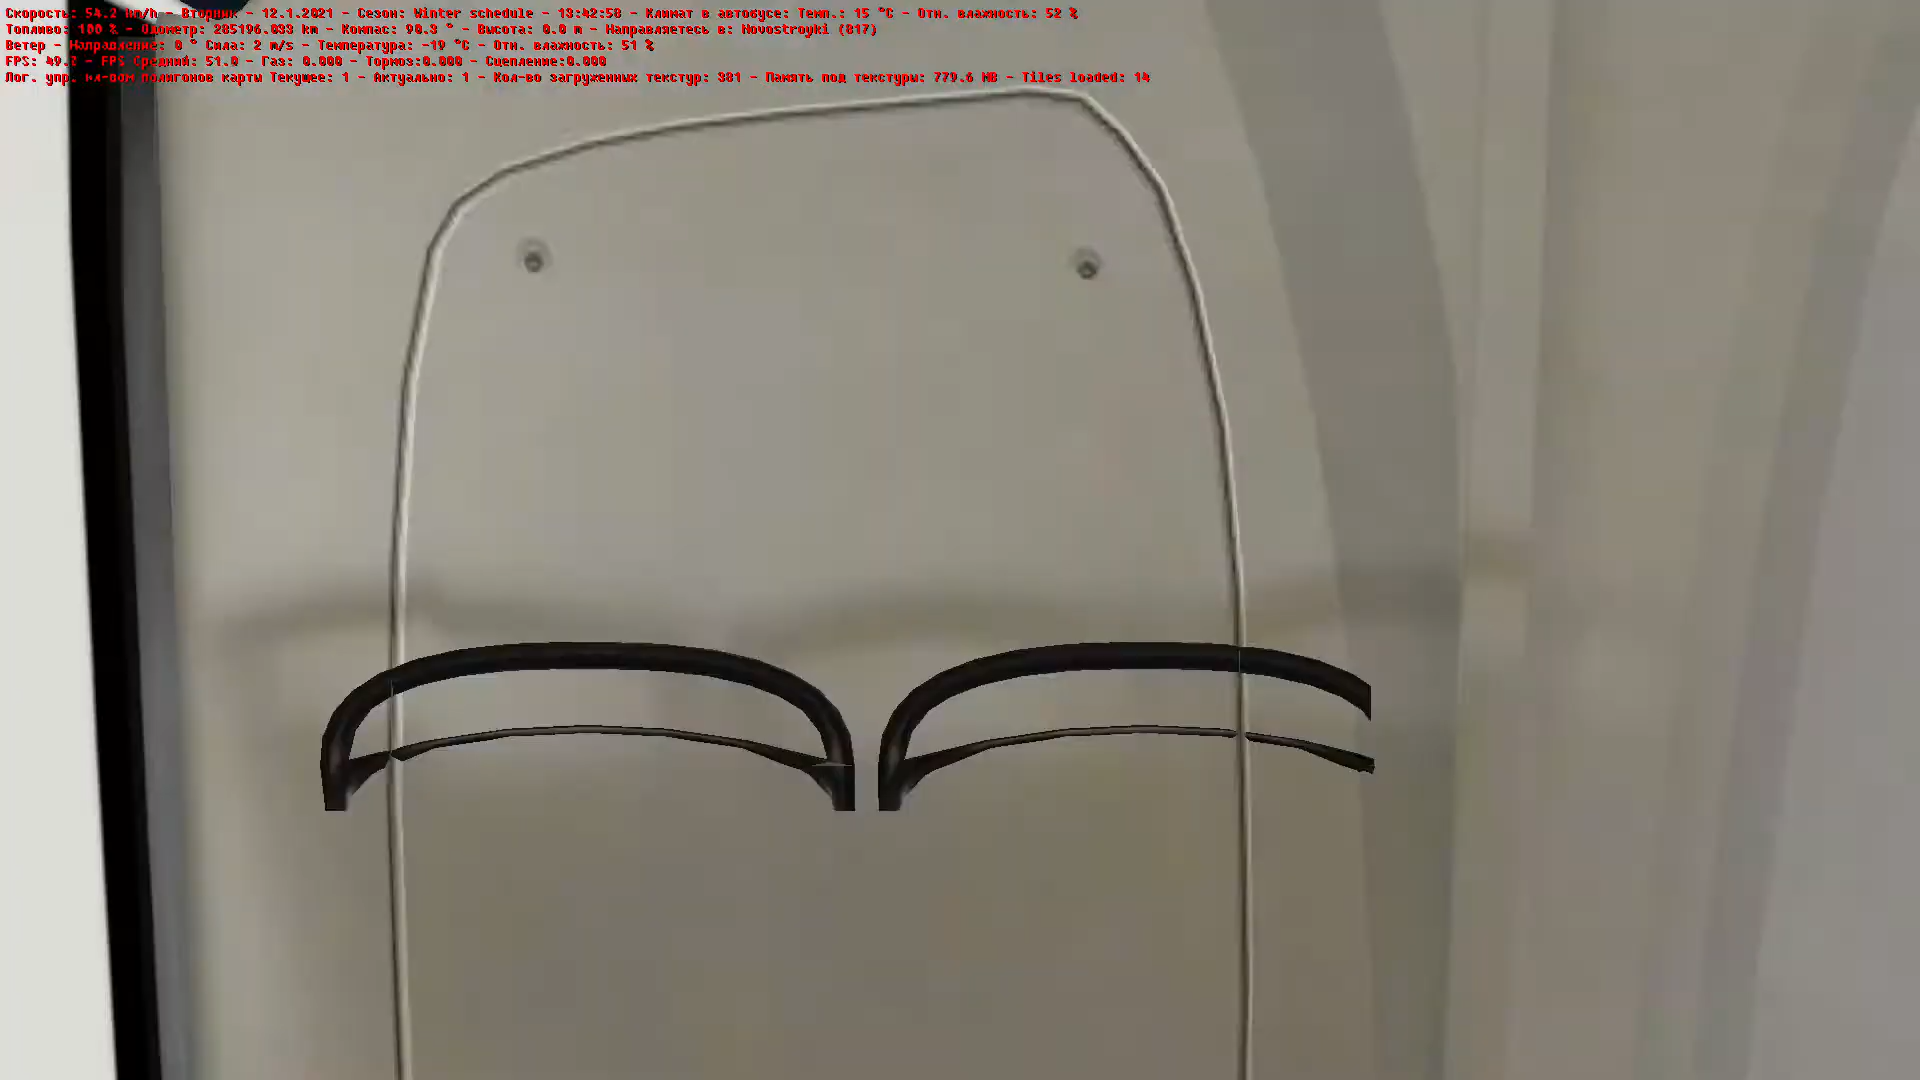 Скорость: 54.2 km/h - Вторник - 12.1.2021 - Сезон: Winter schedule - 13:42:58 - Климат в автобусе: Темп.: 15 °C - Отн. влажность: 52 %
Топливо: 100 % - Одометр: 285196.033 km - Компас: 90.3 ° - Высота: 0.0 m - Направляетесь в: Novostroyki (817)
Ветер - Направление: 0 ° Сила: 2 m/s - Температура: -19 °C - Отн. влажность: 51 %
FPS: 49.7 - FPS Средний: 51.0 - Газ: 0.000 - Тормоз:0.000 - Сцепление:0.000
Лог. упр. кл-вом полигонов карты Текущее: 1 - Актуально: 1 - Кол-во загруженных текстур: 381 - Память под текстуры: 779.6 MB - Tiles loaded: 14